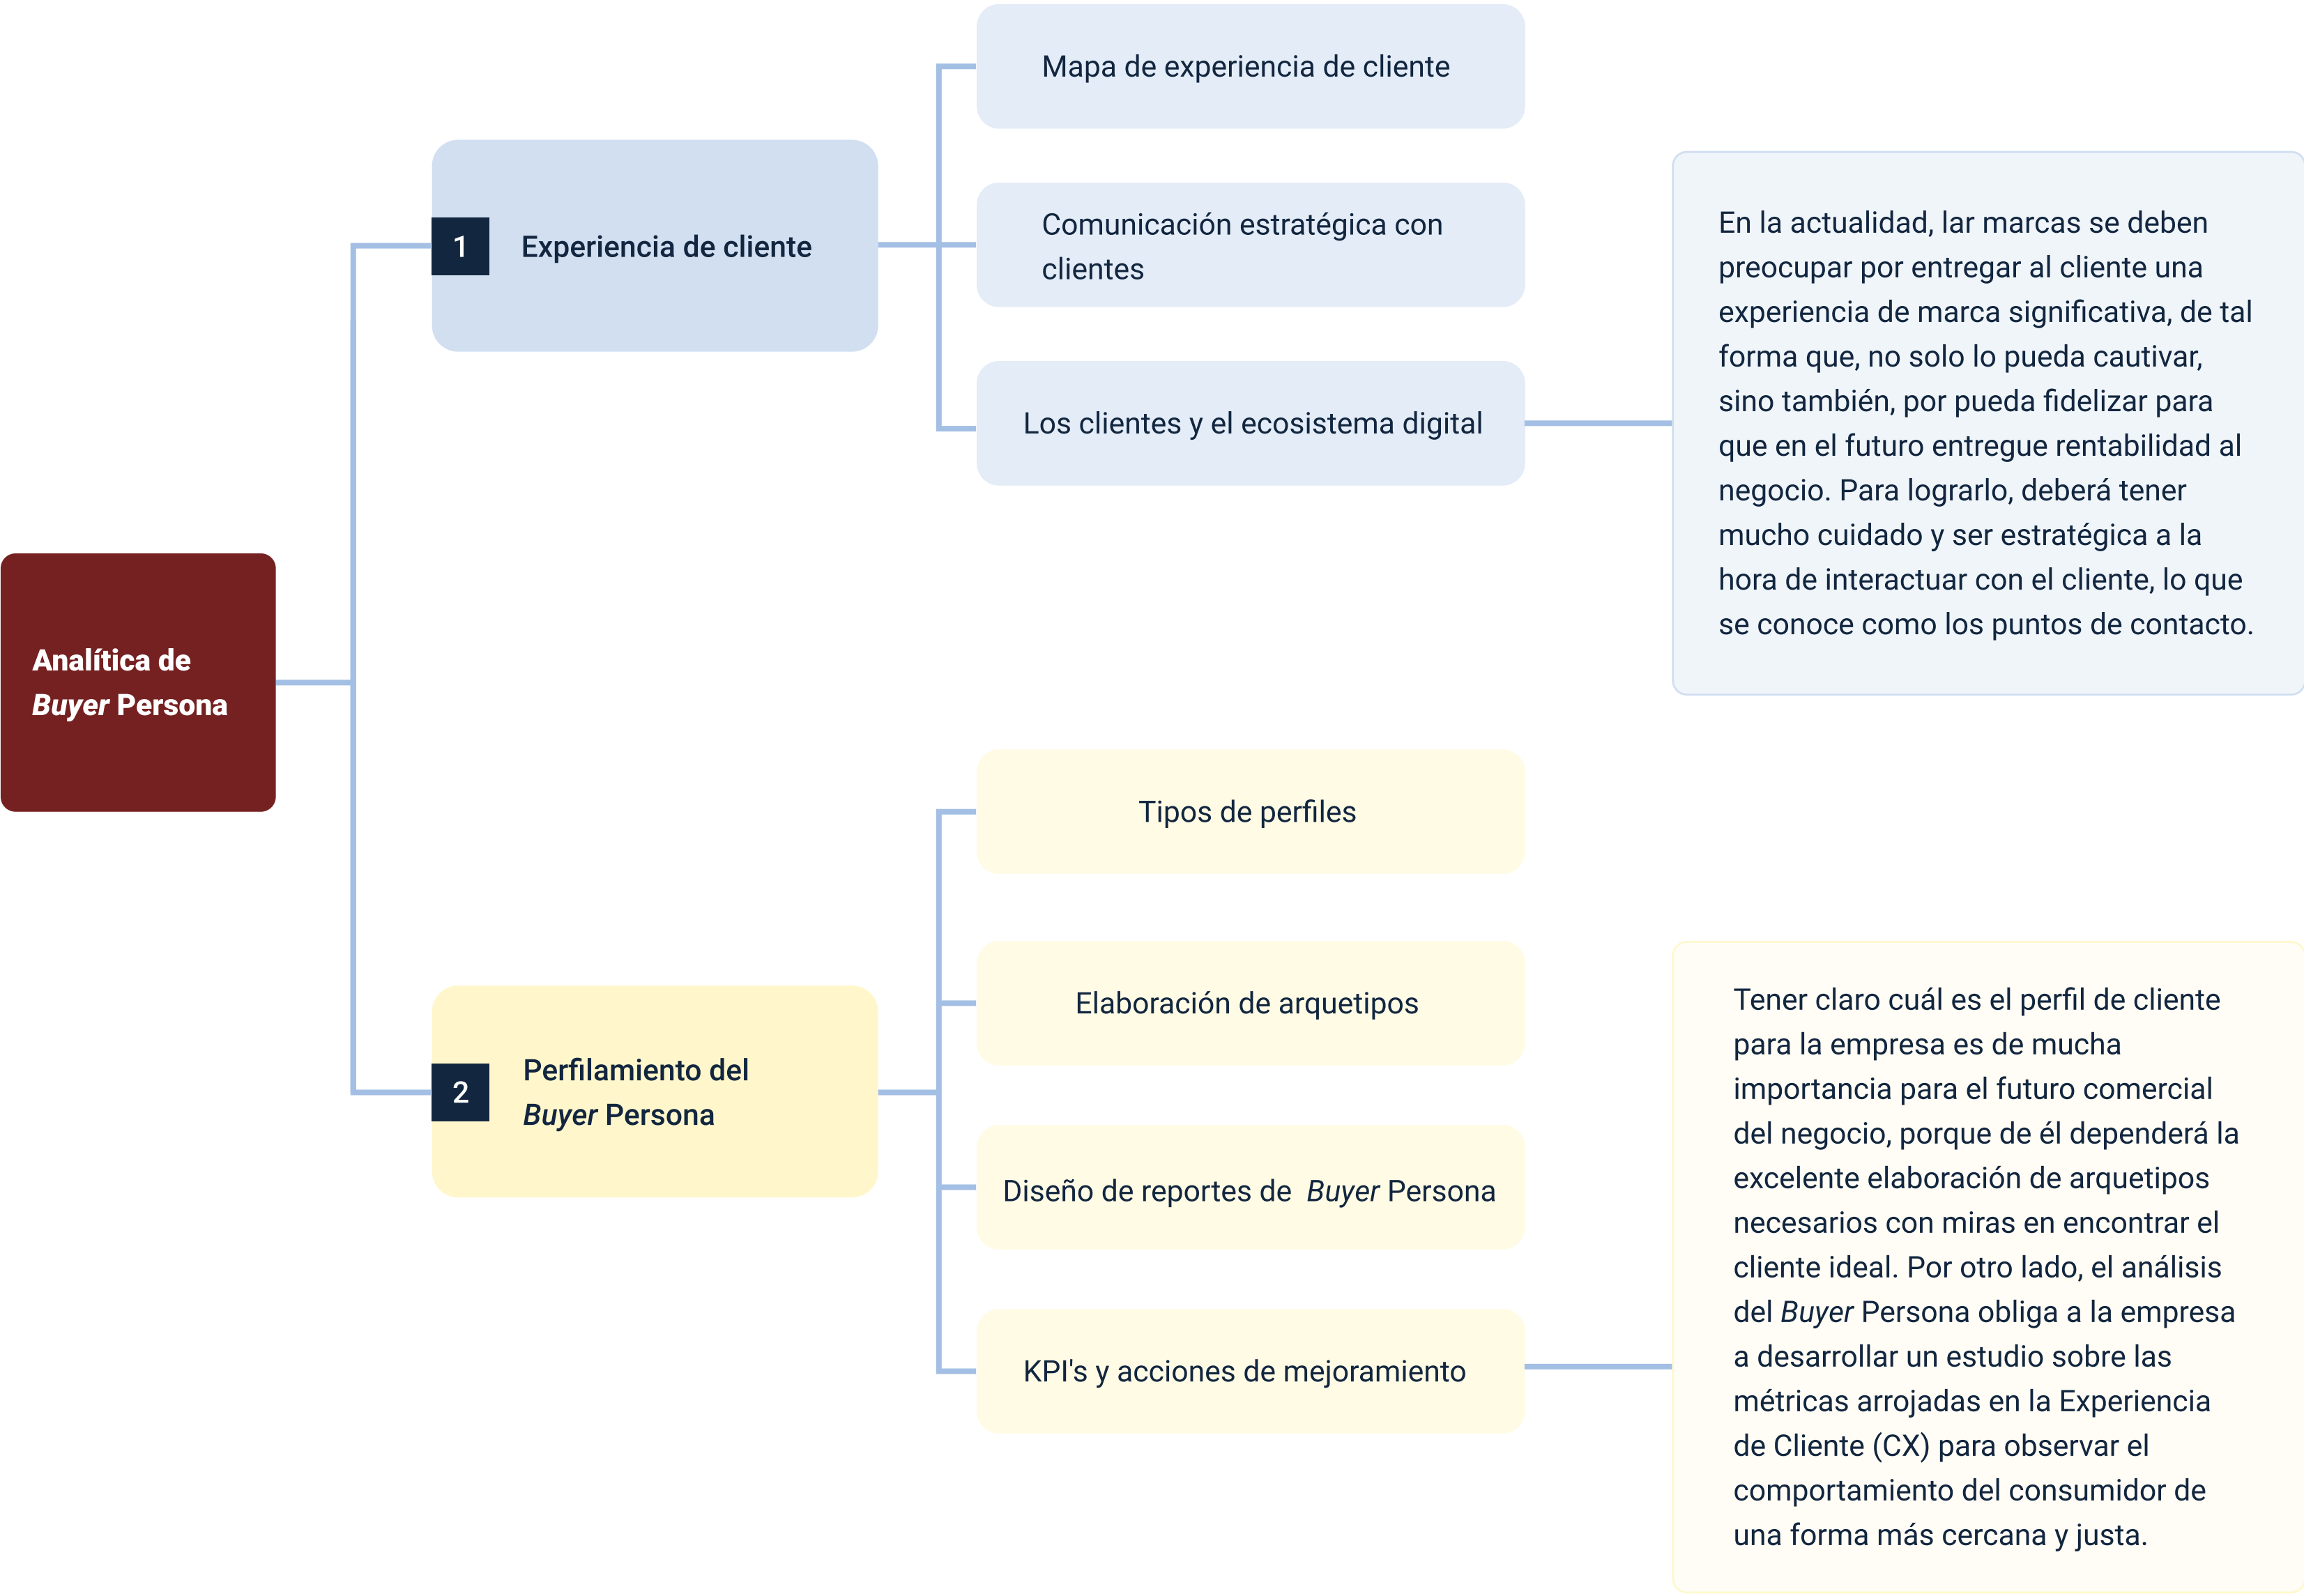 Analítica de
Buyer Persona
1
Experiencia de cliente
Mapa de experiencia de cliente
Comunicación estratégica con
clientes
Los clientes y el ecosistema digital
En la actualidad, lar marcas se deben
preocupar por entregar al cliente una
experiencia de marca significativa, de tal
forma que, no solo lo pueda cautivar,
sino también, por pueda fidelizar para
que en el futuro entregue rentabilidad al
negocio. Para lograrlo, deberá tener
mucho cuidado y ser estratégica a la
hora de interactuar con el cliente, lo que
se conoce como los puntos de contacto.
2
Perfilamiento del
Buyer Persona
Tipos de perfiles
Elaboración de arquetipos
Diseño de reportes de Buyer Persona
KPI's y acciones de mejoramiento
Tener claro cuál es el perfil de cliente
para la empresa es de mucha
importancia para el futuro comercial
del negocio, porque de él dependerá la
excelente elaboración de arquetipos
necesarios con miras en encontrar el
cliente ideal. Por otro lado, el análisis
del Buyer Persona obliga a la empresa
a desarrollar un estudio sobre las
métricas arrojadas en la Experiencia
de Cliente (CX) para observar el
comportamiento del consumidor de
una forma más cercana y justa.